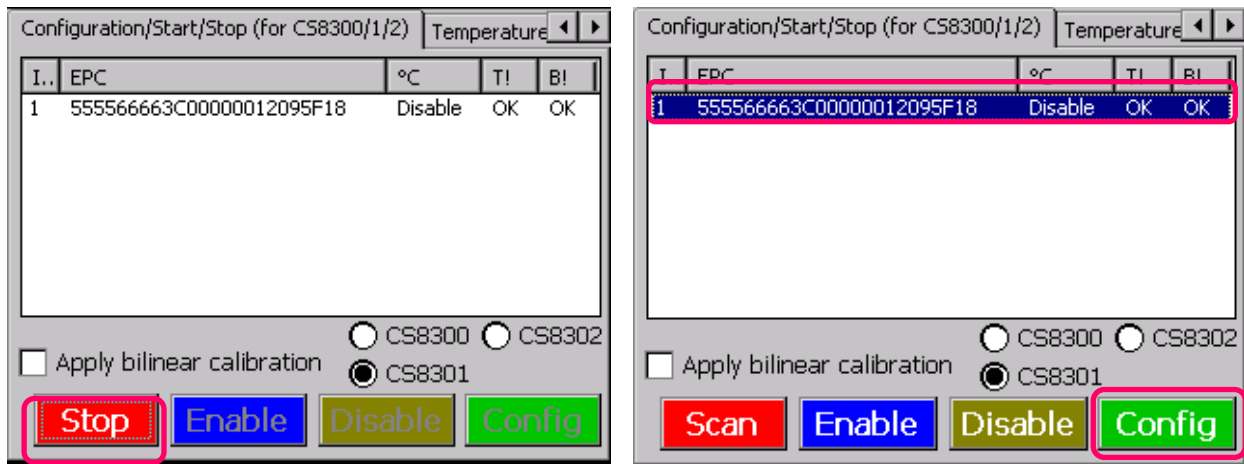 Configuration/Start/Stop (for CS8300/1/2) Temperature
I.. EPC °C T! B!
1 555566663C00000012095F18 Disable OK OK
CS8300 CS8302
Apply bilinear calibration
CS8301
Stop Enable Disable Config
Configuration/Start/Stop (for CS8300/1/2) Temperature
I EPC °C T! B!
1 555566663C00000012095F18 Disable OK OK
CS8300 CS8302
Apply bilinear calibration
CS8301
Scan Enable Disable Config